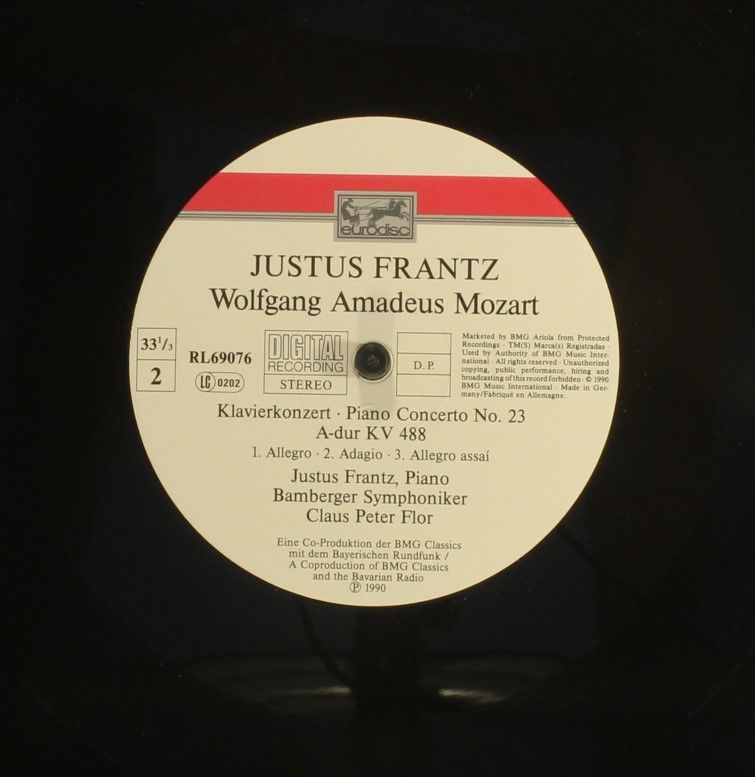 eurodisc
JUSTUS FRANTZ
Wolfgang Amadeus Mozart
33 1/3
2
RL69076
LC 0202
DIGITAL
RECORDING
STEREO
D.P.
Marketed by BMG Ariola from Protected
Recordings · TM(S) Marca(s) Registradas ·
Used by Authority of BMG Music Inter-
national · All rights reserved · Unauthorized
copying, public performance, hiring and
broadcasting of this record forbidden · © 1990
BMG Music International · Made in Ger-
many/Fabriqué en Allemagne.
Klavierkonzert · Piano Concerto No. 23
A-dur KV 488
1. Allegro · 2. Adagio · 3. Allegro assaí
Justus Frantz, Piano
Bamberger Symphoniker
Claus Peter Flor
Eine Co-Produktion der BMG Classics
mit dem Bayerischen Rundfunk /
A Coproduction of BMG Classics
and the Bavarian Radio
℗ 1990